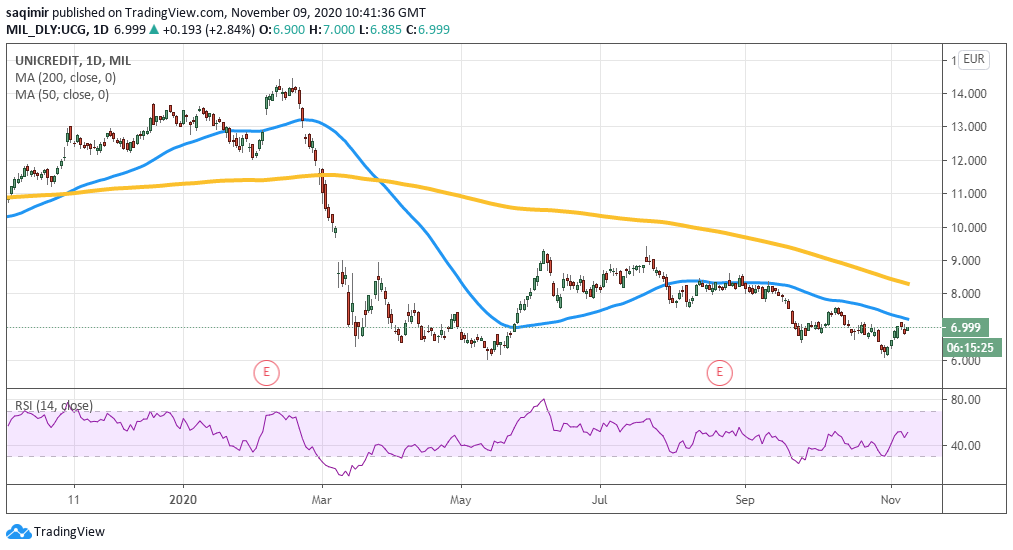 saqimir published on TradingView.com, November 09, 2020 10:41:36 GMT
MIL_DLY:UCG, 1D 6.999 ▲ +0.193 (+2.84%) O:6.900 H:7.000 L:6.885 C:6.999
UNICREDIT, 1D, MIL
MA (200, close, 0)
MA (50, close, 0)
EUR
14.000
13.000
12.000
11.000
10.000
9.000
8.000
6.999
06:15:25
6.000
E E
RSI (14, close)
80.00
40.00
11 2020 Mar May Jul Sep Nov
TradingView